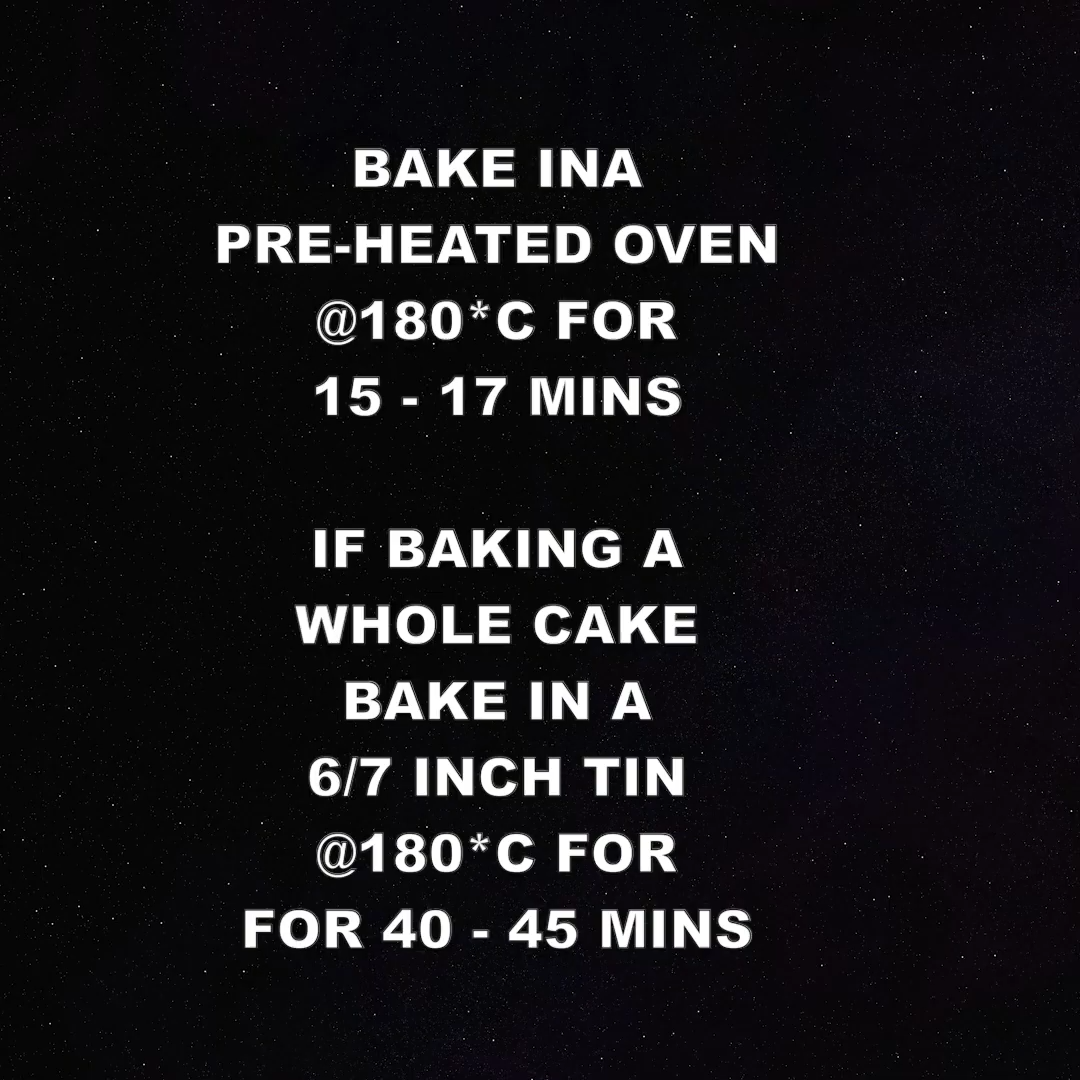 BAKE INA
PRE-HEATED OVEN
@180*C FOR
15 - 17 MINS
IF BAKING A
WHOLE CAKE
BAKE IN A
6/7 INCH TIN
@180*C FOR
FOR 40 - 45 MINS